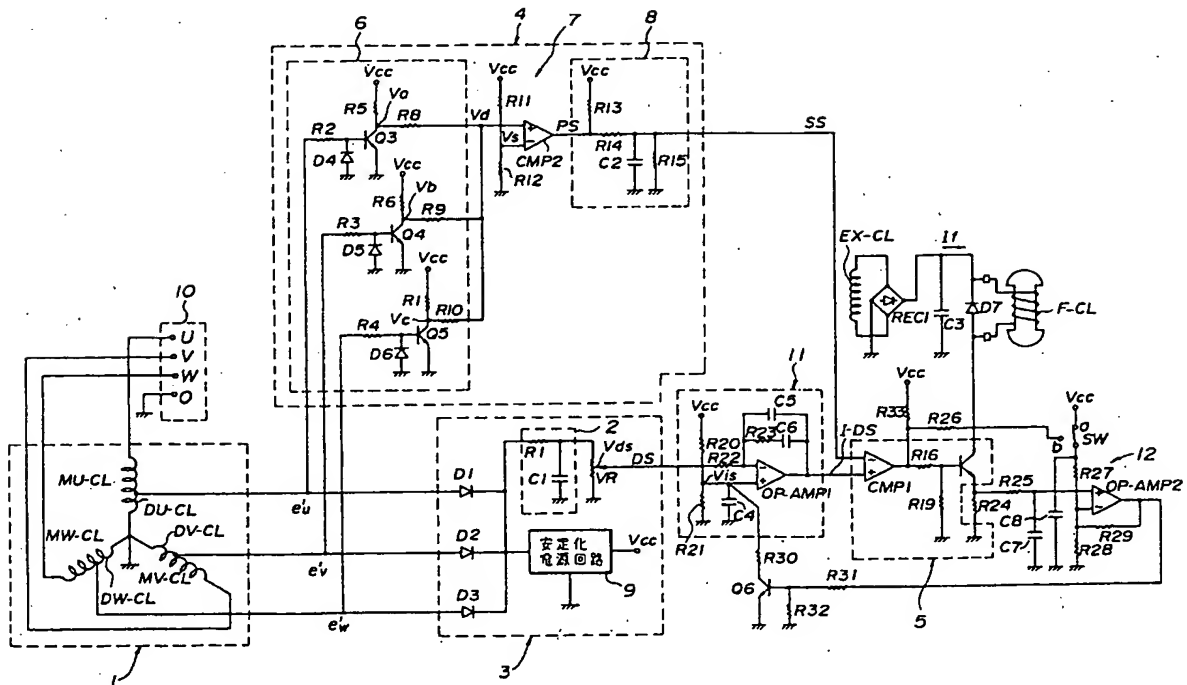 4
6
7
8
Vcc
Va
R5
R8
Vd
R2
Q3
D4
Vcc
R11
Vs
CMP2
PS
R12
Vcc
R13
R14
C2
R15
SS
Vcc
Vb
R6
R9
R3
Q4
D5
Vcc
R1
Vc
R10
R4
Q5
D6
EX-CL
If
REC1
C3
D7
F-CL
10
U
V
W
O
11
Vcc
C5
R23
C6
R20
R22
Vis
OP-AMP1
C4
R21
I-DS
Vcc
R33
R26
Vcc
a
SW
b
R16
CMP1
R19
R25
R24
R27
12
OP-AMP2
C8
C7
R28
R29
5
2
R1
C1
Vds
VR
DS
D1
D2
D3
安定化
電源回路
Vcc
9
3
R30
R31
Q6
R32
MU-CL
DU-CL
MW-CL
DV-CL
MV-CL
DW-CL
e'u
e'v
e'w
1